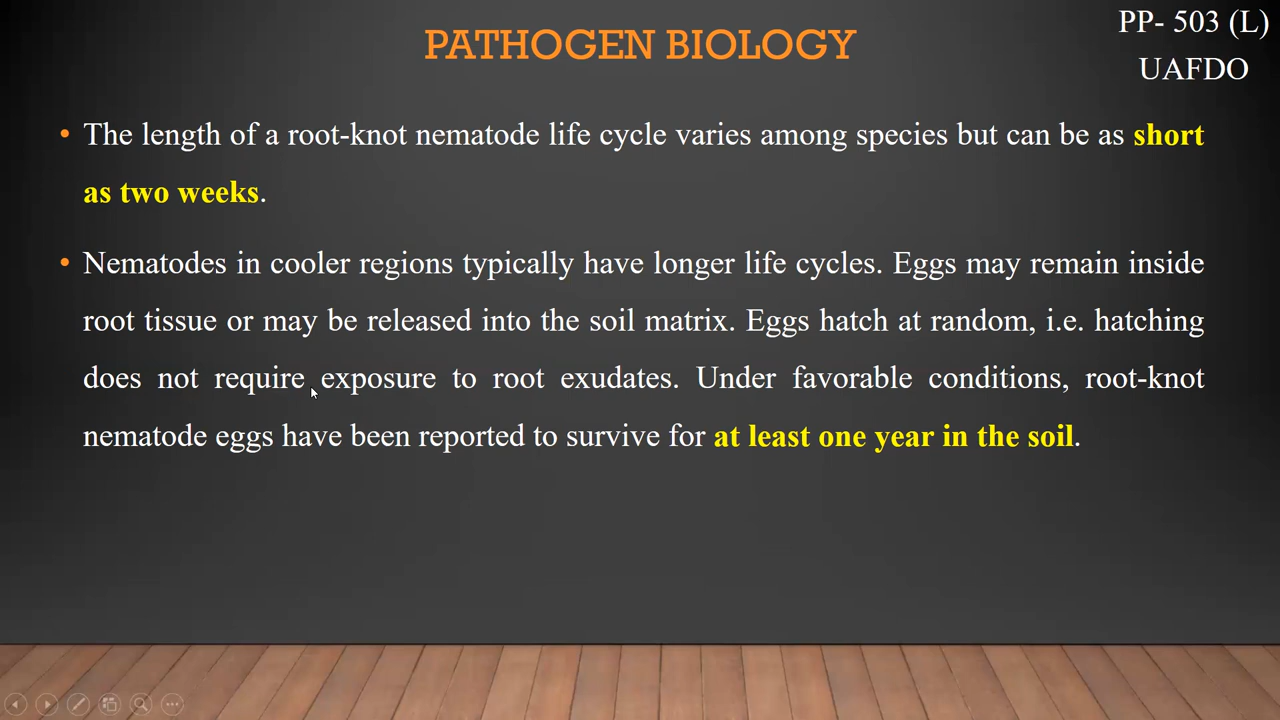 PATHOGEN BIOLOGY
PP- 503 (L)
UAFDO
• The length of a root-knot nematode life cycle varies among species but can be as short
as two weeks.
• Nematodes in cooler regions typically have longer life cycles. Eggs may remain inside
root tissue or may be released into the soil matrix. Eggs hatch at random, i.e. hatching
does not require exposure to root exudates. Under favorable conditions, root-knot
nematode eggs have been reported to survive for at least one year in the soil.